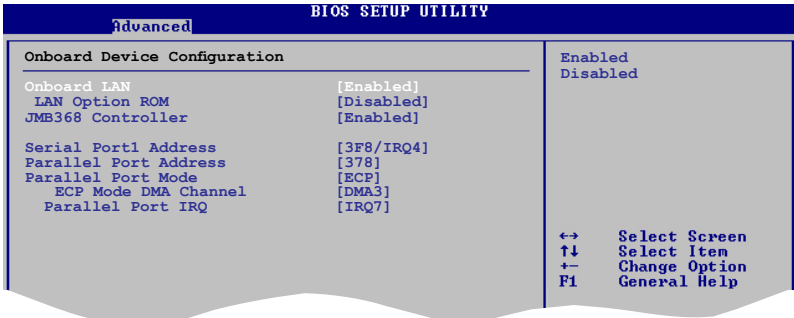 BIOS SETUP UTILITY
Advanced
Onboard Device Configuration
Onboard LAN [Enabled]
LAN Option ROM [Disabled]
JMB368 Controller [Enabled]
Serial Port1 Address [3F8/IRQ4]
Parallel Port Address [378]
Parallel Port Mode [ECP]
ECP Mode DMA Channel [DMA3]
Parallel Port IRQ [IRQ7]
Enabled
Disabled
←→ Select Screen
↑↓ Select Item
+− Change Option
F1 General Help